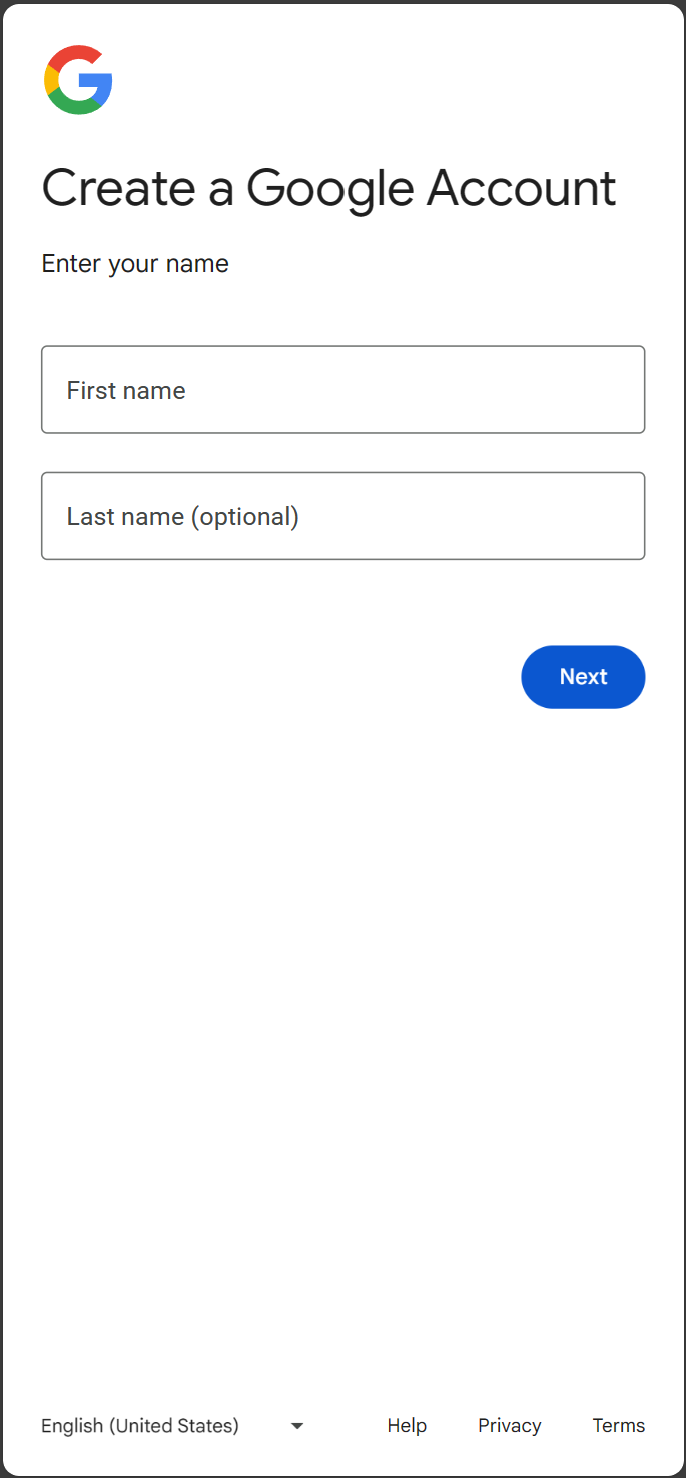 Create a Google Account
Enter your name
First name
Last name (optional)
Next
English (United States) Help Privacy Terms